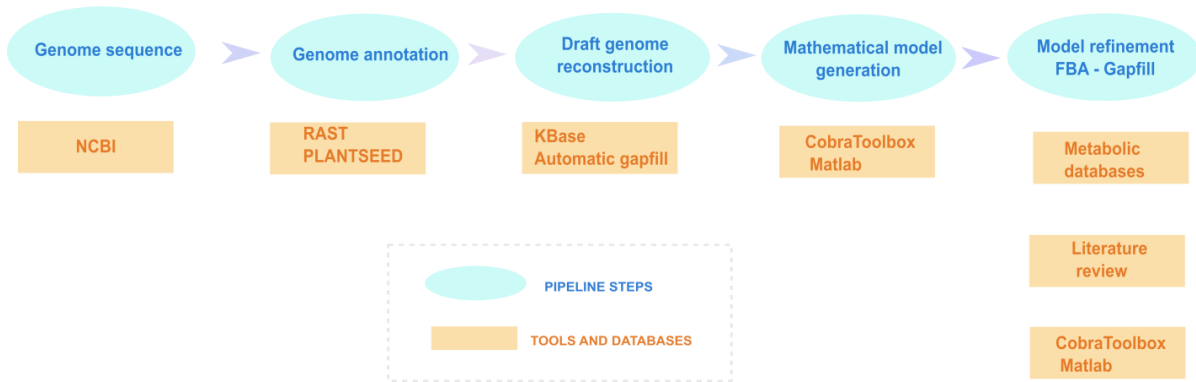 Genome sequence
Genome annotation
Draft genome
reconstruction
Mathematical model
generation
Model refinement
FBA - Gapfill
NCBI
RAST
PLANTSEED
KBase
Automatic gapfill
CobraToolbox
Matlab
Metabolic
databases
Literature
review
CobraToolbox
Matlab
PIPELINE STEPS
TOOLS AND DATABASES